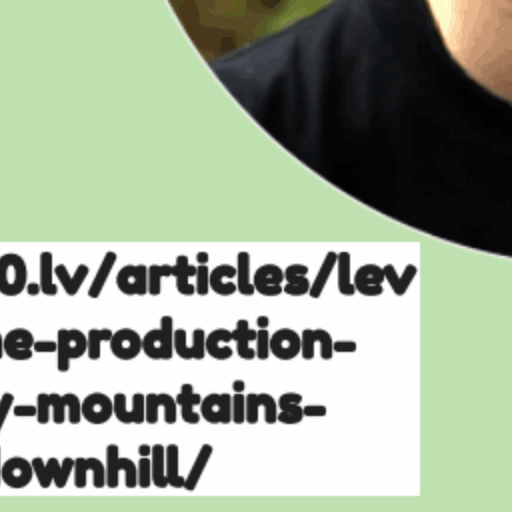 0.lv/articles/lev
e-production-
y-mountains-
ownhill/